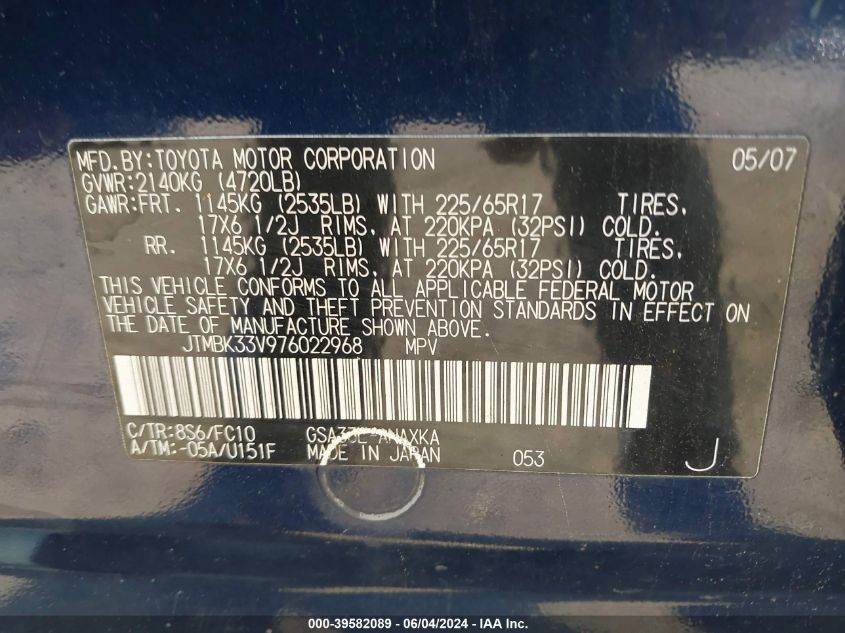 MFD.BY:TOYOTA MOTOR CORPORATION 05/07
GVWR:2140KG (4720LB)
GAWR:FRT. 1145KG (2535LB) WITH 225/65R17 TIRES,
17X6 1/2J RIMS, AT 220KPA (32PSI) COLD.
RR. 1145KG (2535LB) WITH 225/65R17 TIRES,
17X6 1/2J RIMS, AT 220KPA (32PSI) COLD.
THIS VEHICLE CONFORMS TO ALL APPLICABLE FEDERAL MOTOR
VEHICLE SAFETY AND THEFT PREVENTION STANDARDS IN EFFECT ON
THE DATE OF MANUFACTURE SHOWN ABOVE.
JTMBK33V976022968 MPV
C/TR:8S6/FC10 GSA33L-ANAXKA
A/TM:-05A/U151F MADE IN JAPAN 053 J
000-39582089 - 06/04/2024 - IAA Inc.